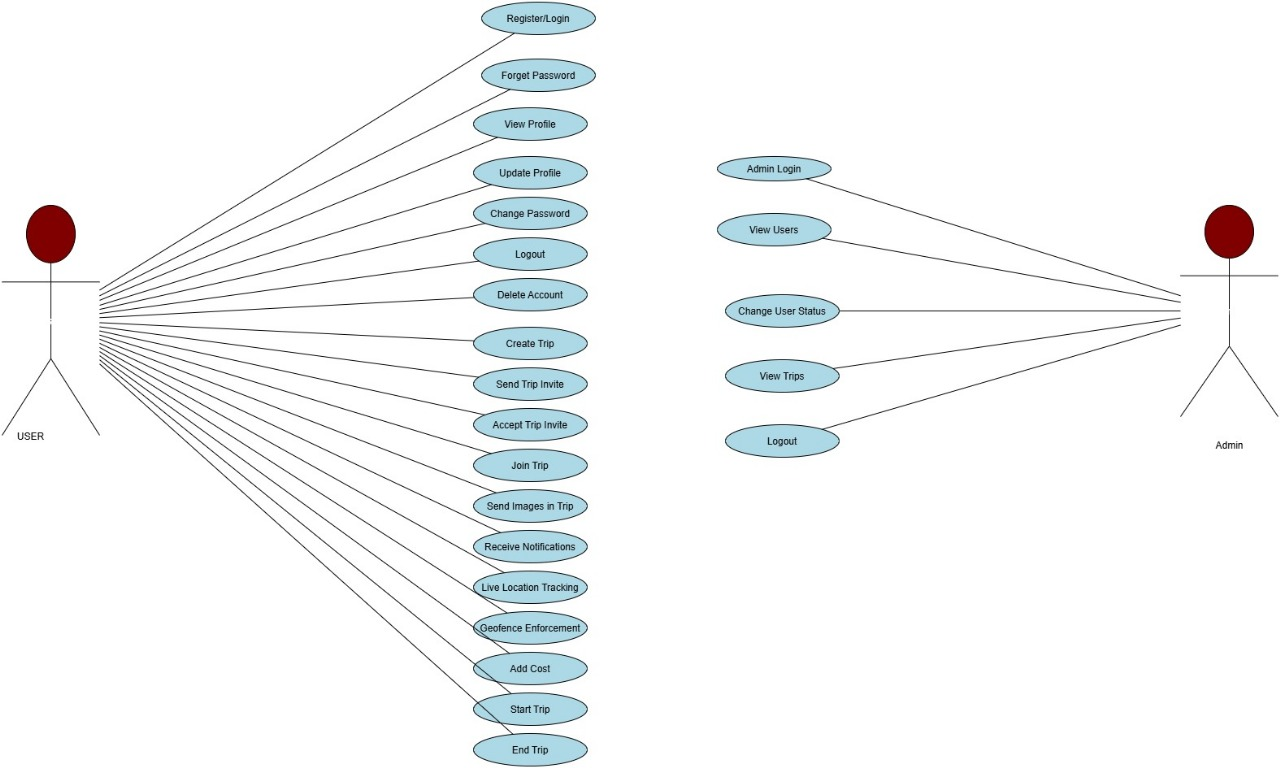 Register/Login
Forget Password
View Profile
Update Profile
Change Password
Logout
Delete Account
Create Trip
Send Trip Invite
Accept Trip Invite
Join Trip
Send Images in Trip
Receive Notifications
Live Location Tracking
Geofence Enforcement
Add Cost
Start Trip
End Trip
USER
Admin Login
View Users
Change User Status
View Trips
Logout
Admin